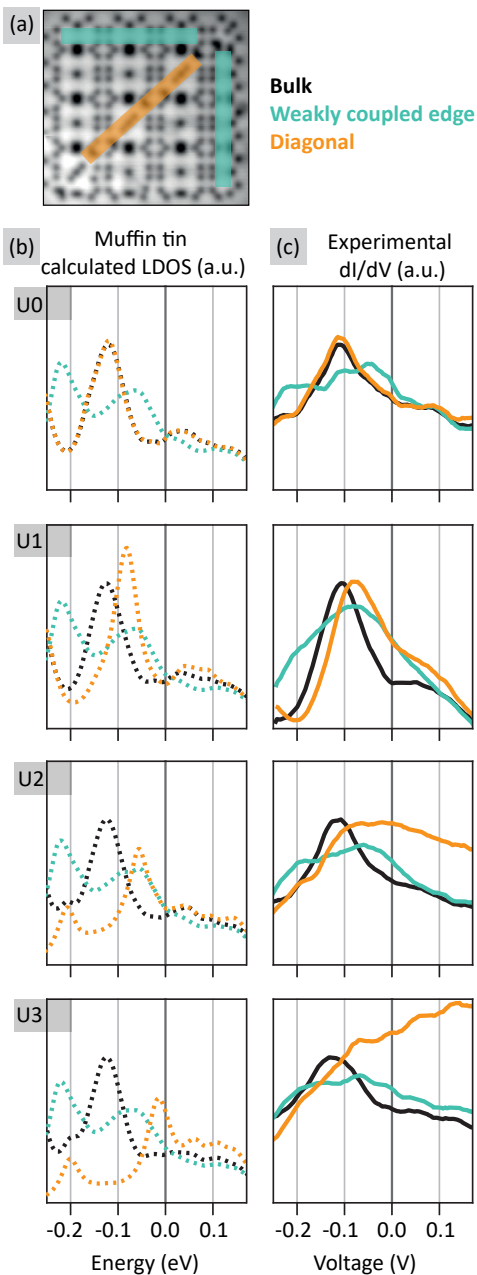 (a)
Bulk
Weakly coupled edge
Diagonal
(b)
Muffin tin
calculated LDOS (a.u.)
(c)
Experimental
dI/dV (a.u.)
U0
U1
U2
U3
-0.2 -0.1 0.0 0.1
-0.2 -0.1 0.0 0.1
Energy (eV)
Voltage (V)